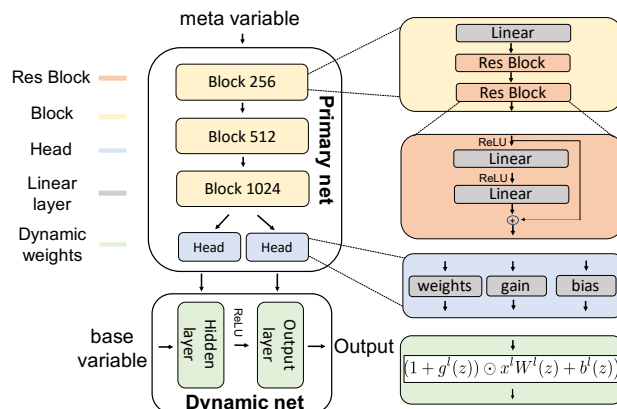 meta variable
Res Block
Block
Head
Linear
layer
Dynamic
weights
Block 256
Block 512
Block 1024
Primary net
Head
Head
base
variable
Hidden
layer
ReLU
Output
layer
Output
Dynamic net
Linear
Res Block
Res Block
ReLU
Linear
ReLU
Linear
+
weights
gain
bias
(1 + g^l(z)) ⊙ x^l W^l(z) + b^l(z))